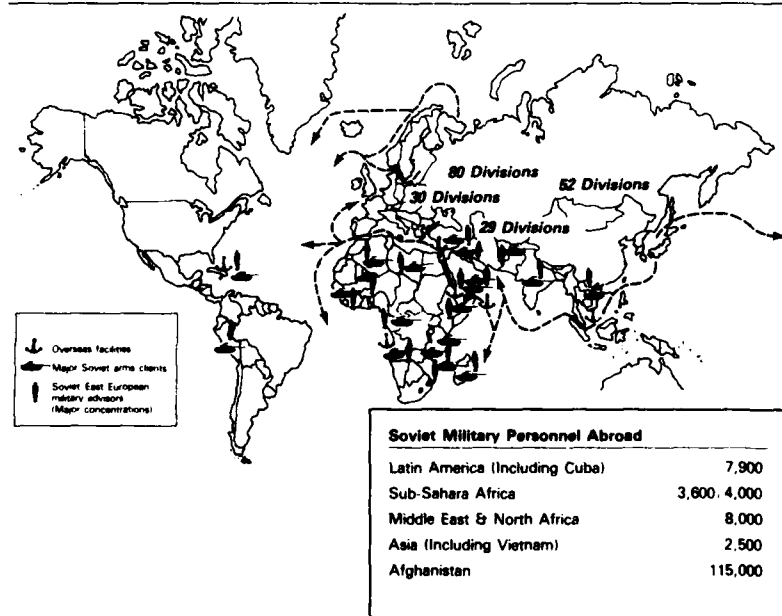 80 Divisions
30 Divisions
52 Divisions
29 Divisions
Overseas facilities
Major Soviet arms clients
Soviet East European
military advisors
(Major concentrations)
Soviet Military Personnel Abroad
Latin America (Including Cuba) 7,900
Sub-Sahara Africa 3,600, 4,000
Middle East & North Africa 8,000
Asia (Including Vietnam) 2,500
Afghanistan 115,000